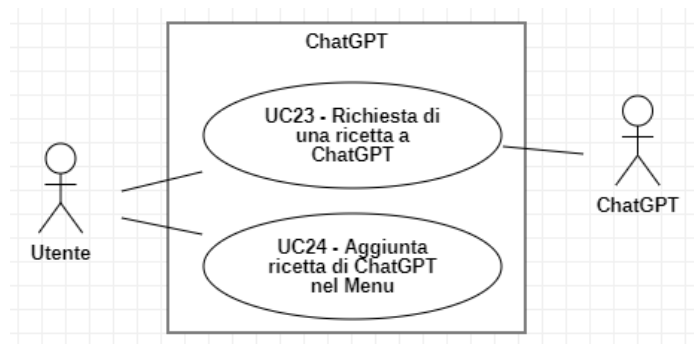 ChatGPT
UC23 - Richiesta di
una ricetta a
ChatGPT
ChatGPT
Utente
UC24 - Aggiunta
ricetta di ChatGPT
nel Menu